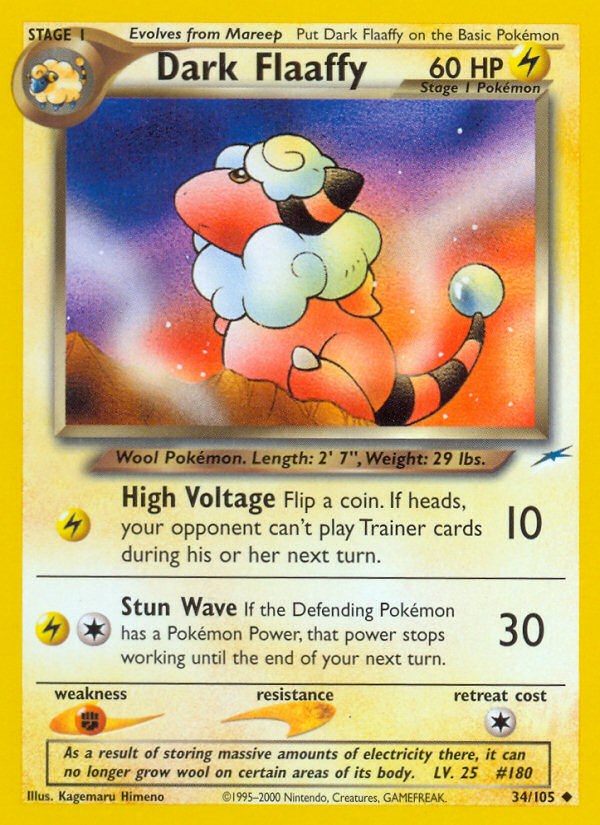 STAGE 1 Evolves from Mareep Put Dark Flaaffy on the Basic Pokémon
Dark Flaaffy 60 HP
Stage 1 Pokémon
Wool Pokémon. Length: 2' 7", Weight: 29 lbs.
High Voltage Flip a coin. If heads,
your opponent can't play Trainer cards
during his or her next turn.
10
Stun Wave If the Defending Pokémon
has a Pokémon Power, that power stops
working until the end of your next turn.
30
weakness resistance retreat cost
As a result of storing massive amounts of electricity there, it can
no longer grow wool on certain areas of its body. LV. 25 #180
Illus. Kagemaru Himeno ©1995-2000 Nintendo, Creatures, GAMEFREAK. 34/105